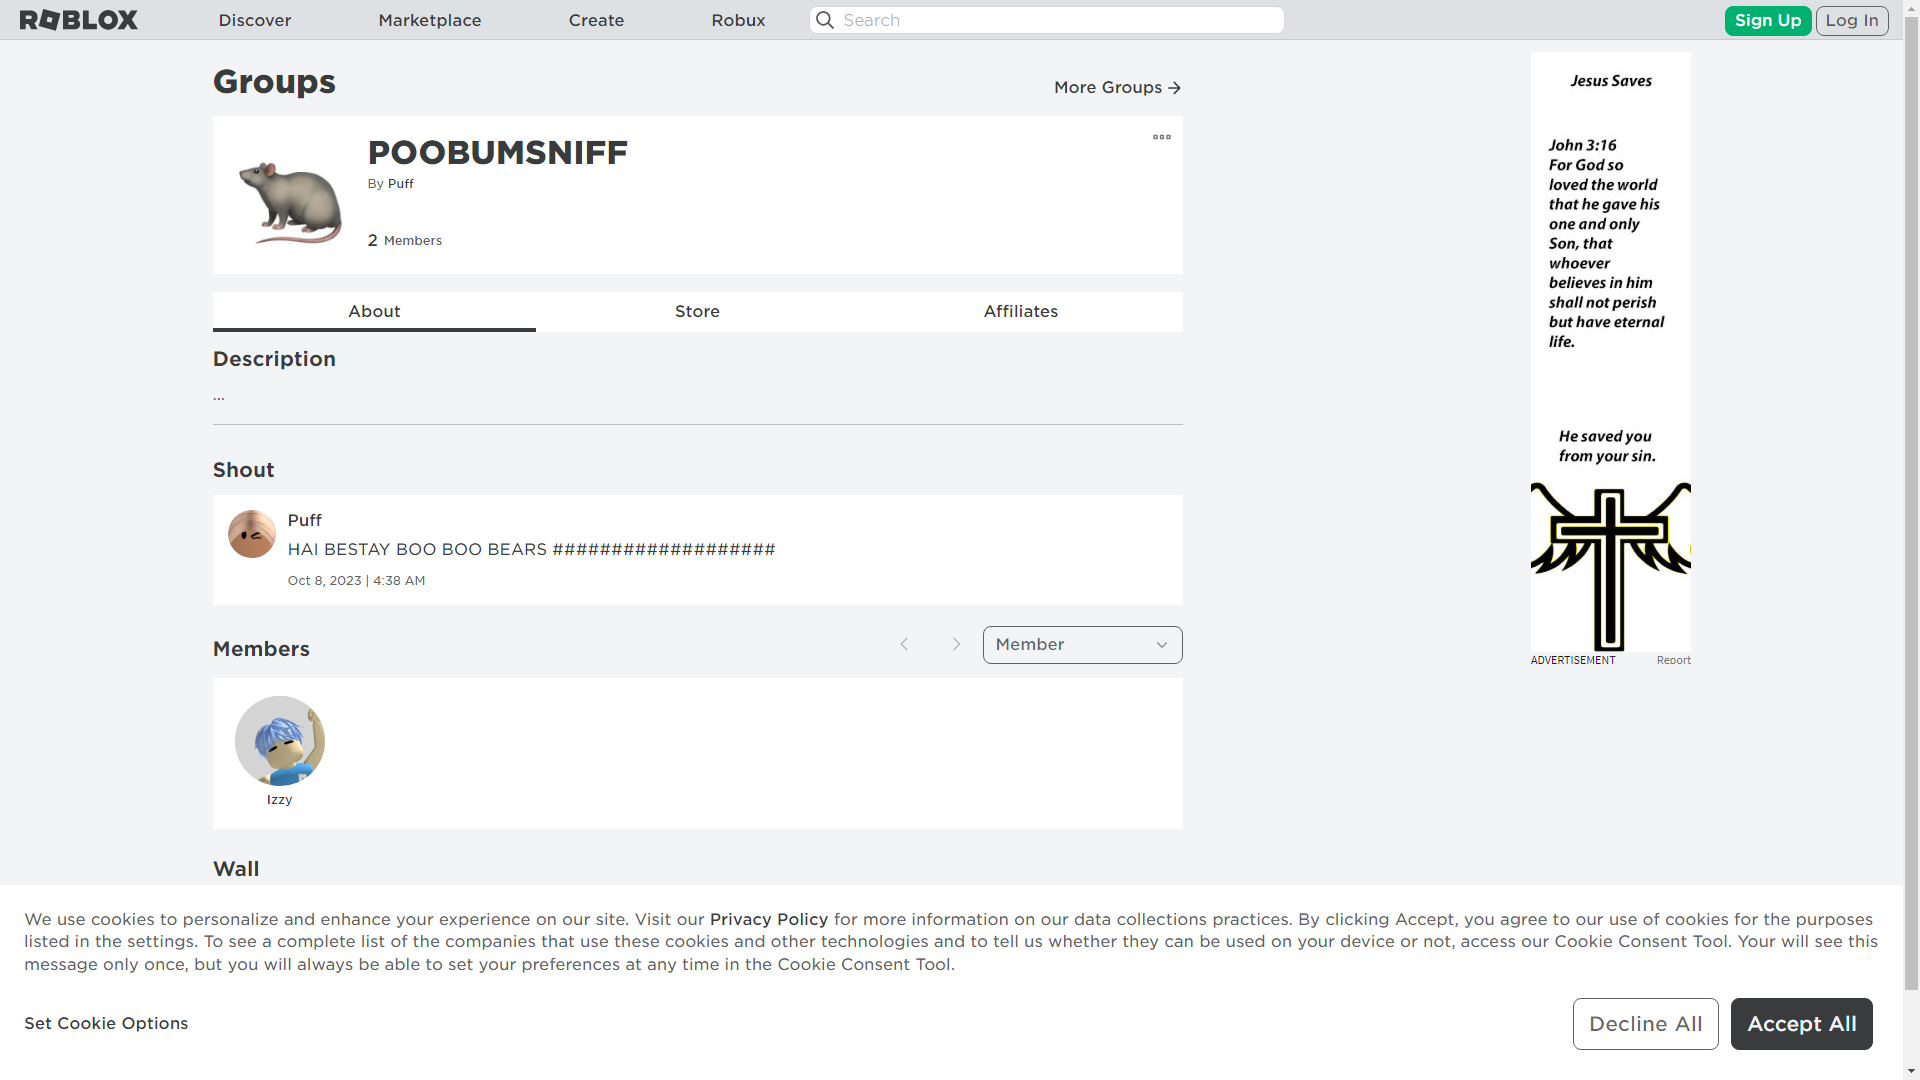 ROBLOX
Discover
Marketplace
Create
Robux
Search
Sign Up
Log In
Groups
More Groups
POOBUMSNIFF
By Puff
2 Members
About
Store
Affiliates
Description
...
Shout
Puff
HAI BESTAY BOO BOO BEARS ###################
Oct 8, 2023 | 4:38 AM
Members
Member
Izzy
Wall
Jesus Saves
John 3:16
For God so
loved the world
that he gave his
one and only
Son, that
whoever
believes in him
shall not perish
but have eternal
life.
He saved you
from your sin.
ADVERTISEMENT
Report
We use cookies to personalize and enhance your experience on our site. Visit our Privacy Policy for more information on our data collections practices. By clicking Accept, you agree to our use of cookies for the purposes
listed in the settings. To see a complete list of the companies that use these cookies and other technologies and to tell us whether they can be used on your device or not, access our Cookie Consent Tool. Your will see this
message only once, but you will always be able to set your preferences at any time in the Cookie Consent Tool.
Set Cookie Options
Decline All
Accept All